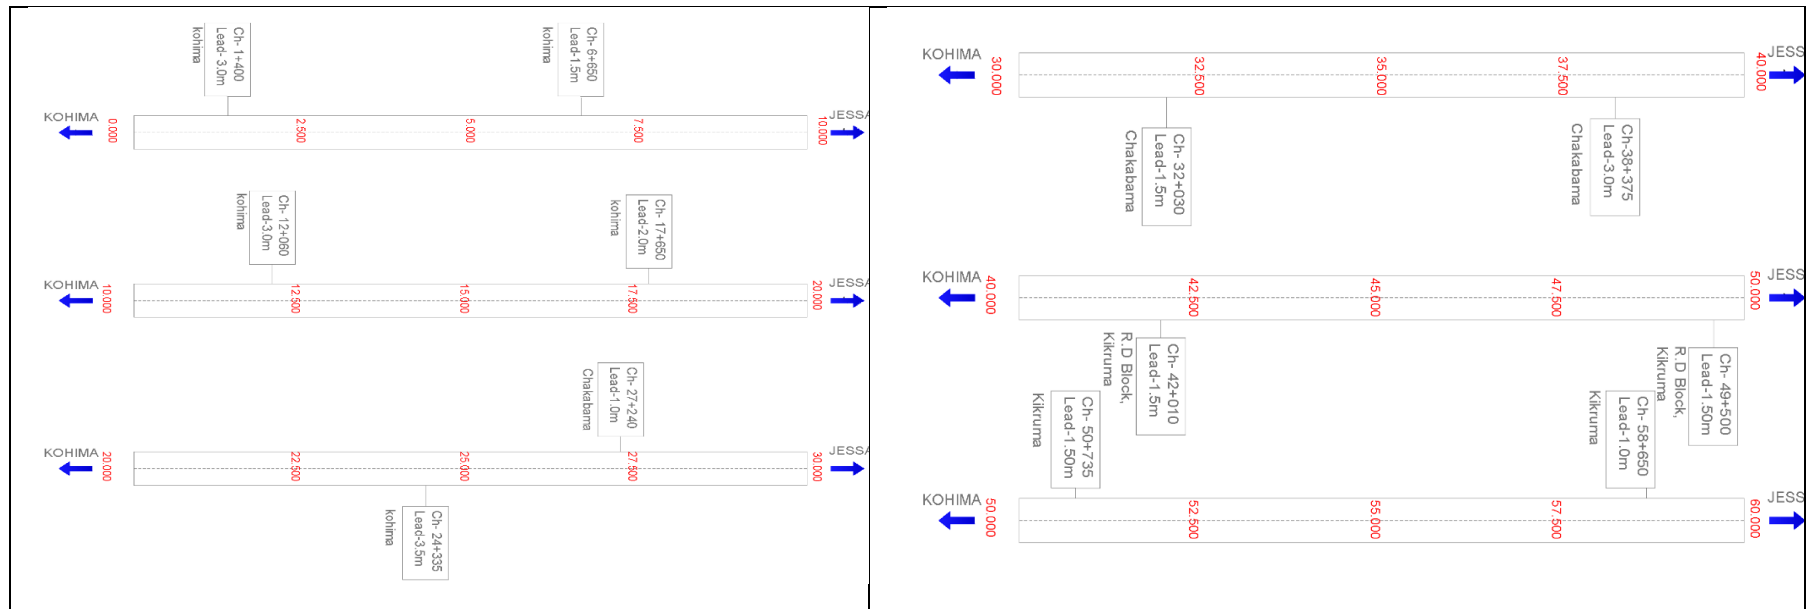 Ch- 1+400
Lead- 3.0m
kohima
Ch- 6+650
Lead-1.5m
kohima
KOHIMA
0.000
2.500
5.000
7.500
10.000
JESSA
Ch- 12+060
Lead-3.0m
kohima
Ch- 17+650
Lead-2.0m
kohima
KOHIMA
10.000
12.500
15.000
17.500
20.000
JESSA
Ch- 27+240
Lead-1.0m
Chakabama
KOHIMA
20.000
22.500
25.000
27.500
30.000
JESSA
Ch- 24+335
Lead-3.5m
kohima
KOHIMA
30.000
32.500
35.000
37.500
40.000
JESS
Ch- 32+030
Lead-1.5m
Chakabama
Ch-38+375
Lead-3.0m
Chakabama
KOHIMA
40.000
42.500
45.000
47.500
50.000
JESS
Ch- 42+010
Lead-1.5m
R.D Block,
Kikruma
Ch- 49+500
Lead-1.50m
R.D Block,
Kikruma
Ch- 50+735
Lead-1.50m
Kikruma
Ch- 58+650
Lead-1.0m
Kikruma
KOHIMA
50.000
52.500
55.000
57.500
60.000
JESS